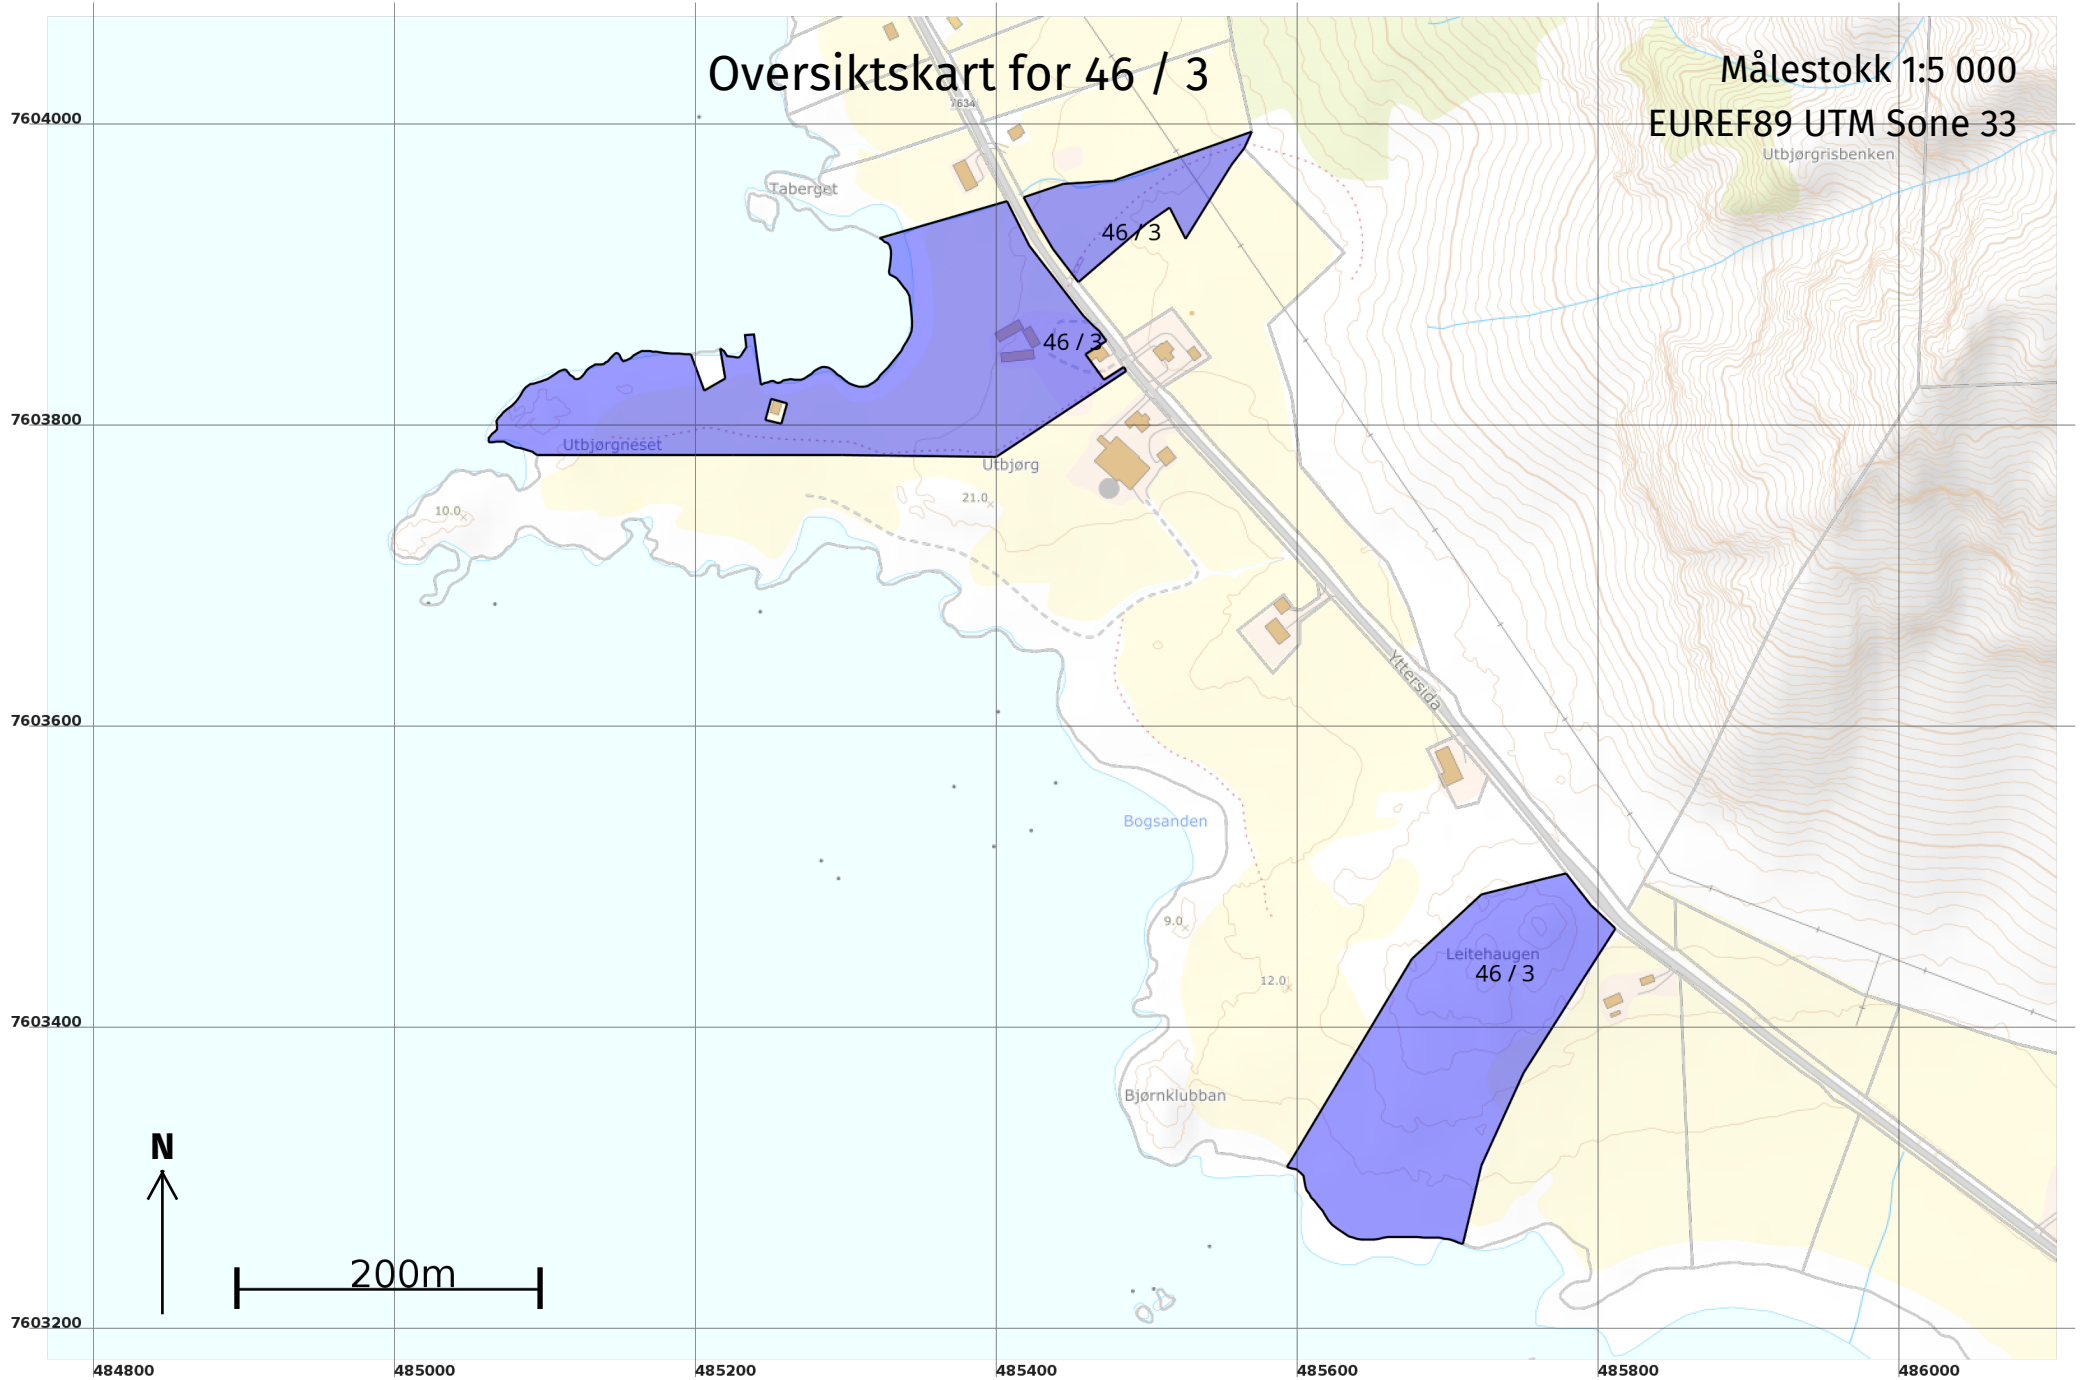 Oversiktskart for 46 / 3
Målestokk 1:5 000
EUREF89 UTM Sone 33
7634
7604000
Utbjørgrisbenken
Taberget
46 / 3
46 / 3
7603800
Utbjørgneset
Utbjørg
21.0
10.0
Yttersida
7603600
Bogsanden
9.0
Leitehaugen
46 / 3
12.0
7603400
Bjørnklubban
N
200m
7603200
484800
485000
485200
485400
485600
485800
486000